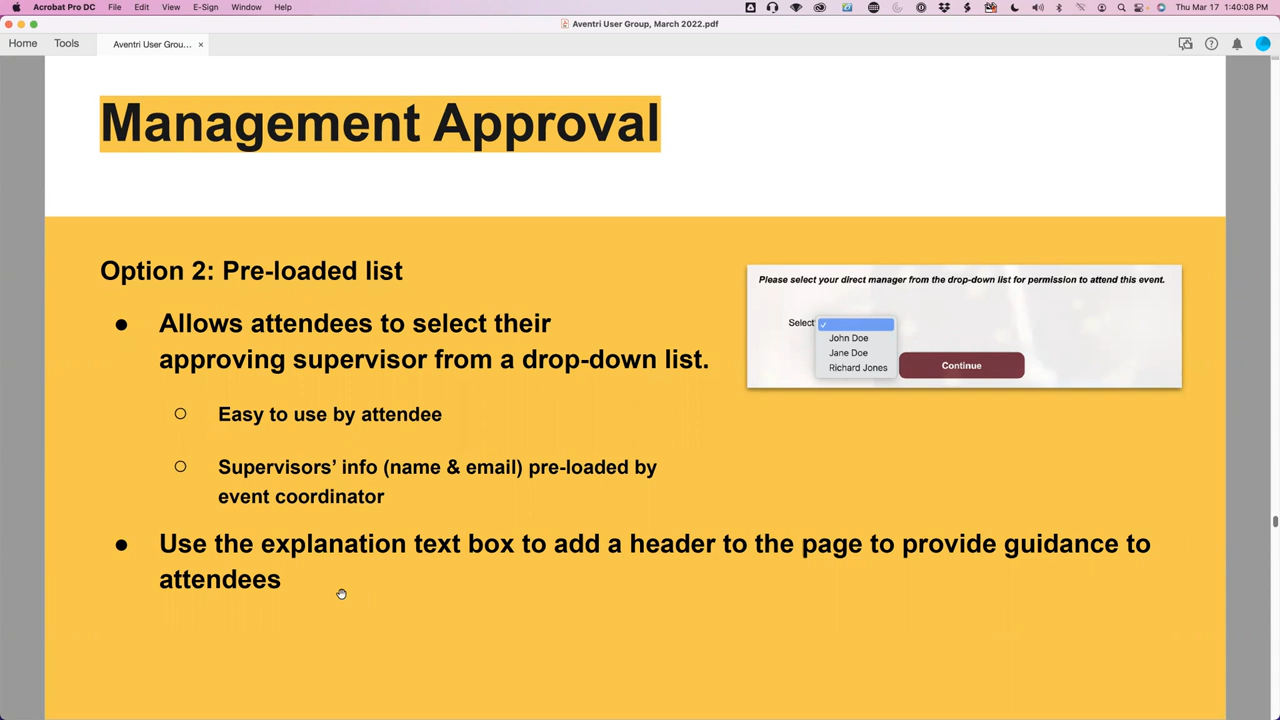 Acrobat Pro DC File Edit View E-Sign Window Help Thu Mar 17 1:40:08 PM
Aventri User Group, March 2022.pdf
Home Tools Aventri User Grou... ×
Management Approval
Option 2: Pre-loaded list
● Allows attendees to select their
approving supervisor from a drop-down list.
○ Easy to use by attendee
○ Supervisors’ info (name & email) pre-loaded by
event coordinator
● Use the explanation text box to add a header to the page to provide guidance to
attendees
Please select your direct manager from the drop-down list for permission to attend this event.
Select
✓
John Doe
Jane Doe
Richard Jones
Continue